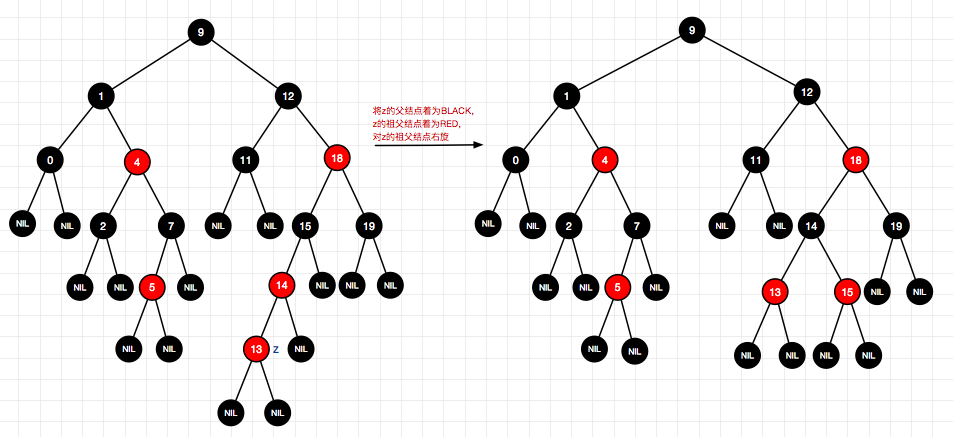 9
9
1
12
1
12
将z的父结点着为BLACK,
z的祖父结点着为RED,
对z的祖父结点右旋
0
4
11
18
0
4
11
18
NIL
NIL
2
7
NIL
NIL
15
19
NIL
NIL
2
7
NIL
NIL
14
19
NIL
NIL
5
NIL
14
NIL
NIL
NIL
NIL
NIL
5
NIL
13
15
NIL
NIL
NIL
NIL
13
z
NIL
NIL
NIL
NIL
NIL
NIL
NIL
NIL
NIL